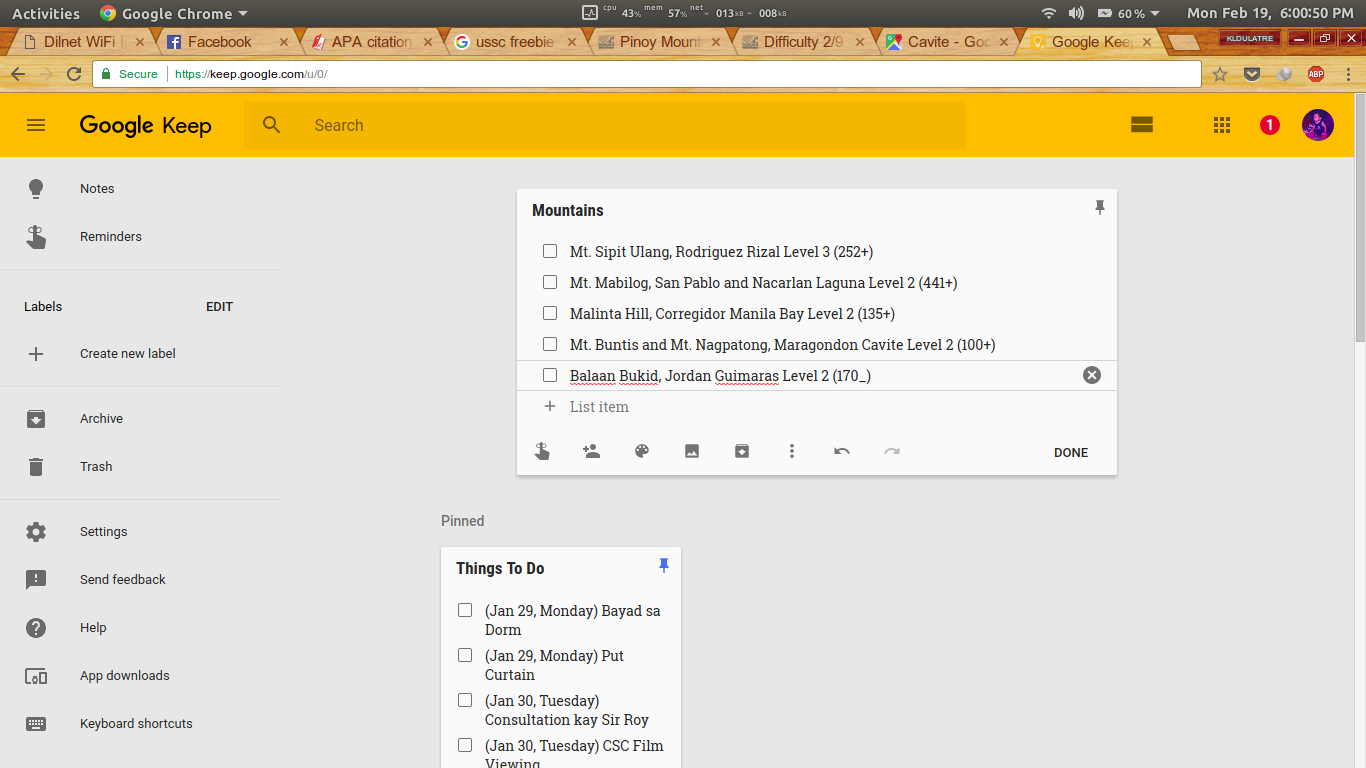 Activities Google Chrome cpu 43% mem 57% net 013kB 008kB 60% Mon Feb 19, 6:00:50 PM
Dilnet WiFi Facebook APA citation ussc freebie Pinoy Mount Difficulty 2/9 Cavite - Goo Google Kee KLDULATRE
Secure https://keep.google.com/u/0/ ABP
Google Keep Search 1
Notes
Reminders
Labels EDIT
Create new label
Archive
Trash
Settings
Send feedback
Help
App downloads
Keyboard shortcuts
Mountains
Mt. Sipit Ulang, Rodriguez Rizal Level 3 (252+)
Mt. Mabilog, San Pablo and Nacarlan Laguna Level 2 (441+)
Malinta Hill, Corregidor Manila Bay Level 2 (135+)
Mt. Buntis and Mt. Nagpatong, Maragondon Cavite Level 2 (100+)
Balaan Bukid, Jordan Guimaras Level 2 (170_)
+ List item
DONE
Pinned
Things To Do
(Jan 29, Monday) Bayad sa
Dorm
(Jan 29, Monday) Put
Curtain
(Jan 30, Tuesday)
Consultation kay Sir Roy
(Jan 30, Tuesday) CSC Film
Viewing